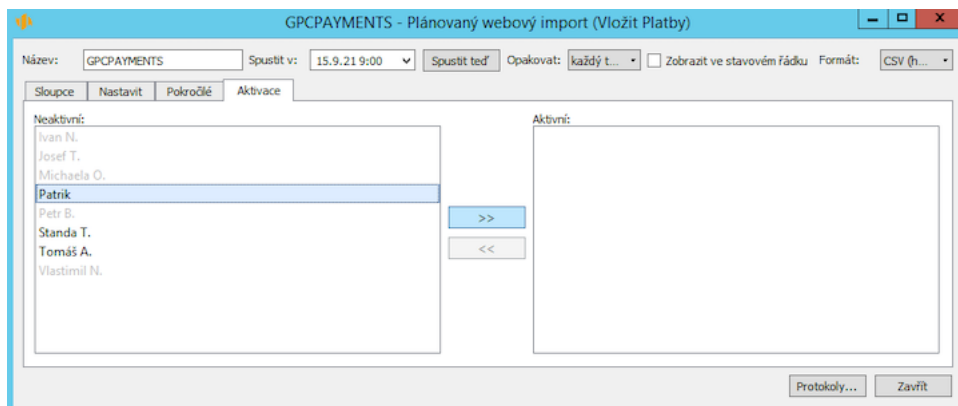 GPCPAYMENTS - Plánovaný webový import (Vložit Platby)
Název: GPCPAYMENTS Spustit v: 15.9.21 9:00 Spustit teď Opakovat: každý t... Zobrazit ve stavovém řádku Formát: CSV (h...
Sloupce Nastavit Pokročilé Aktivace
Neaktivní: Aktivní:
Ivan N.
Josef T.
Michaela O.
Patrik
Petr B.
>>
Standa T.
Tomáš A.
<<
Vlastimil N.
Protokoly... Zavřít